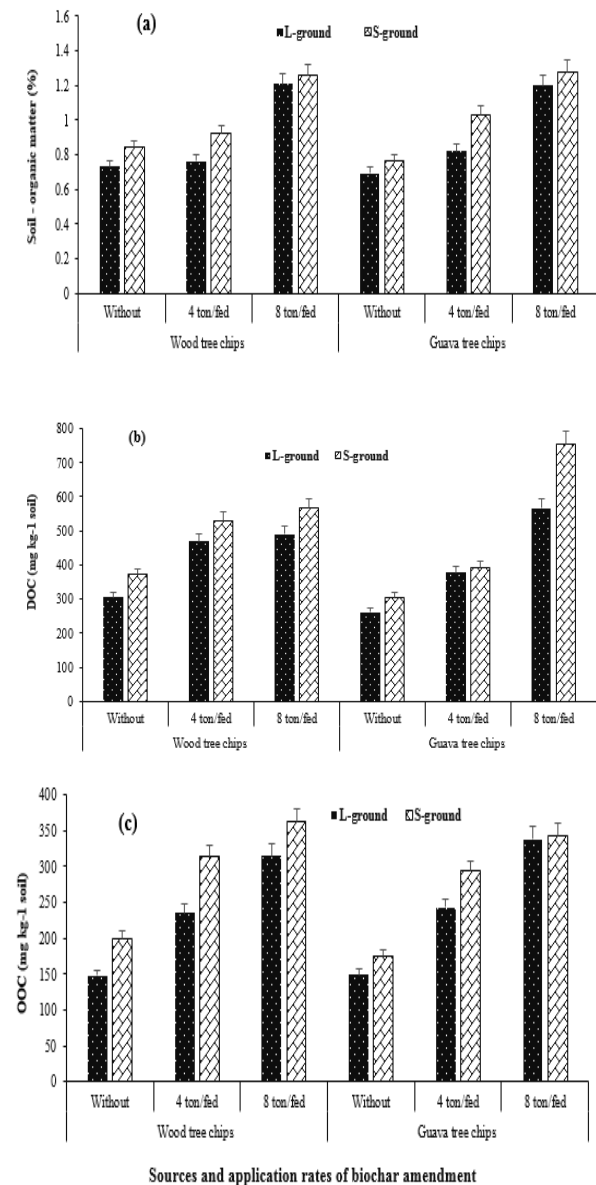 (a)
L-ground S-ground
Soil - organic matter (%)
1.6
1.4
1.2
1
0.8
0.6
0.4
0.2
0
Without 4 ton/fed 8 ton/fed Without 4 ton/fed 8 ton/fed
Wood tree chips Guava tree chips
(b)
L-ground S-ground
DOC (mg kg-1 soil)
800
700
600
500
400
300
200
100
0
Without 4 ton/fed 8 ton/fed Without 4 ton/fed 8 ton/fed
Wood tree chips Guava tree chips
(c)
L-ground S-ground
OOC (mg kg-1 soil)
400
350
300
250
200
150
100
50
0
Without 4 ton/fed 8 ton/fed Without 4 ton/fed 8 ton/fed
Wood tree chips Guava tree chips
Sources and application rates of biochar amendment